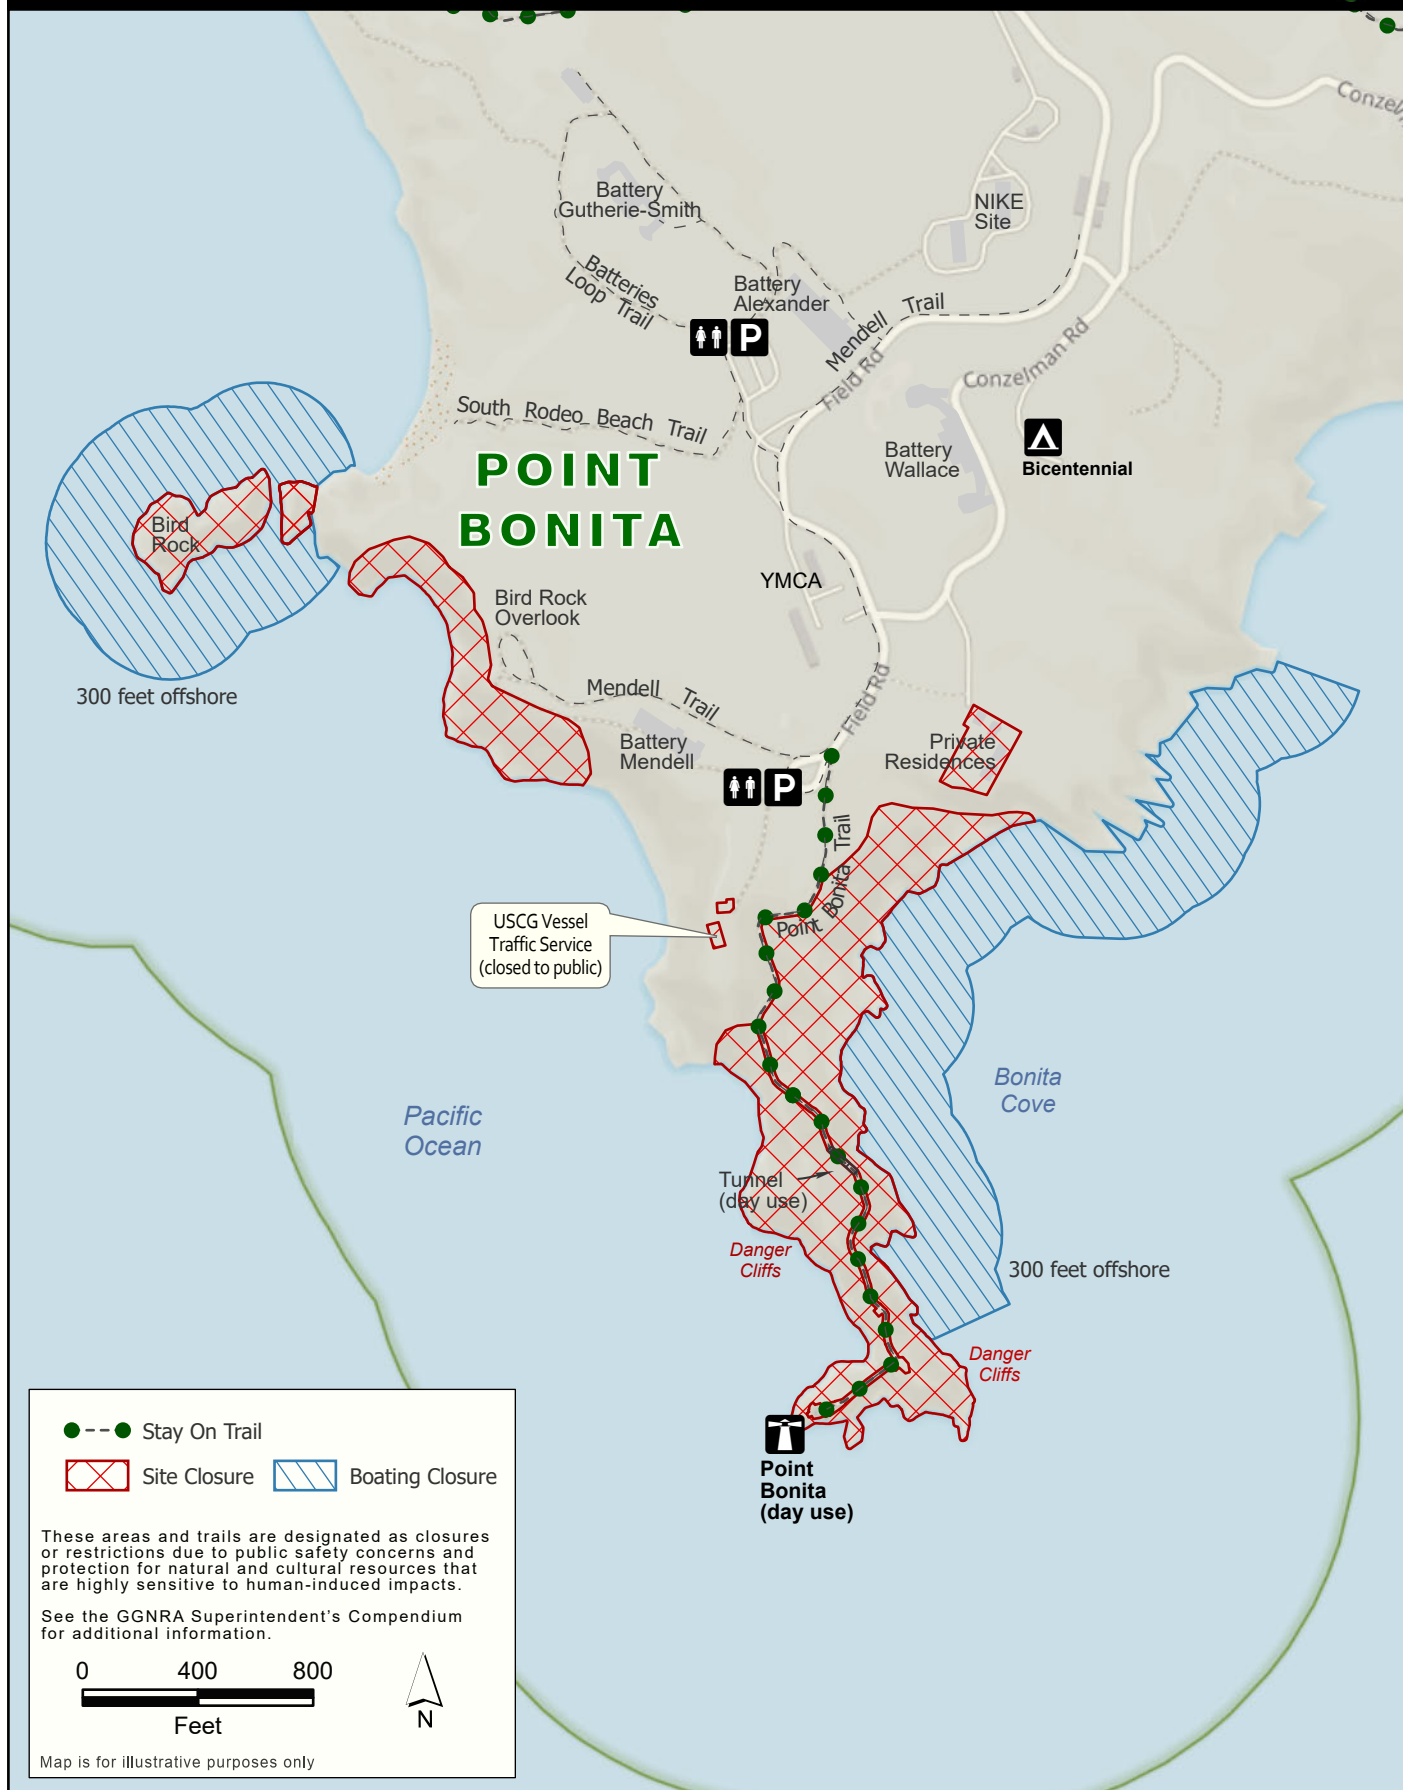 Conzel
Battery
Gutherie-Smith
NIKE
Site
Batteries
Loop Trail
Battery
Alexander
Mendell Trail
P
Field Rd
Conzelman Rd
South Rodeo Beach Trail
POINT
BONITA
Battery
Wallace
Bicentennial
Bird
Rock
YMCA
Bird Rock
Overlook
300 feet offshore
Mendell Trail
Field Rd
Battery
Mendell
Private
Residences
P
Point Bonita Trail
USCG Vessel
Traffic Service
(closed to public)
Pacific
Ocean
Bonita
Cove
Tunnel
(day use)
Danger
Cliffs
300 feet offshore
Danger
Cliffs
Point
Bonita
(day use)
Stay On Trail
Site Closure
Boating Closure
These areas and trails are designated as closures
or restrictions due to public safety concerns and
protection for natural and cultural resources that
are highly sensitive to human-induced impacts.
See the GGNRA Superintendent's Compendium
for additional information.
0 400 800
Feet
N
Map is for illustrative purposes only